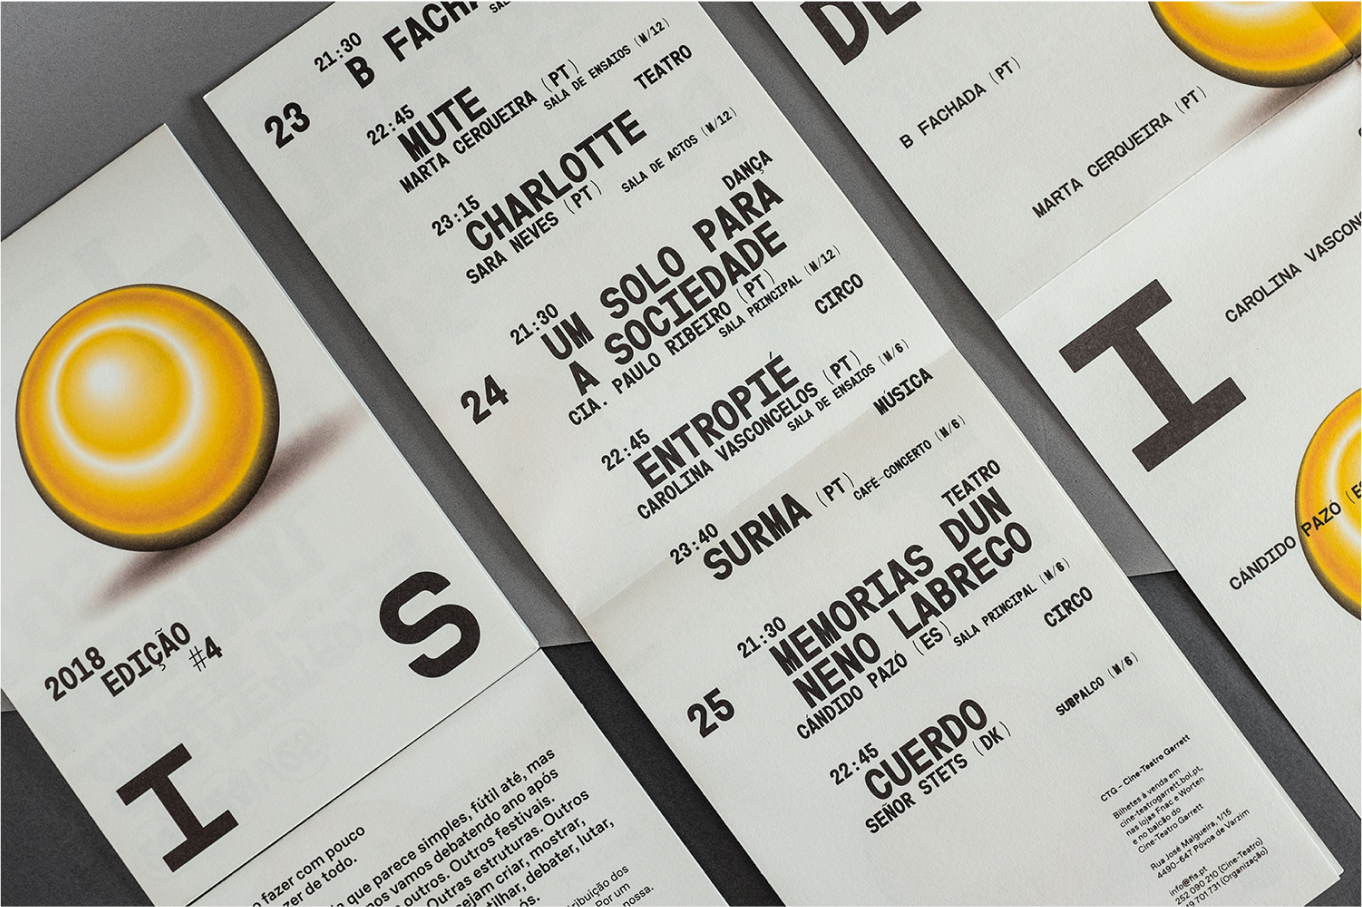 2018
EDIÇÃO
#4
S
I
fazer com pouco
zer de todo.
que parece simples, fútil até, mas
nos vamos debatendo ano após
outros. Outros festivais.
Outras estruturas. Outros
sejam criar, mostrar,
tilhar, debater, lutar,
ós.
tribuição dos
Por um
nossa.
21:30
B FACHA
23
22:45
MUTE
MARTA CERQUEIRA (PT)
SALA DE ENSAIOS (M/12)
TEATRO
23:15
CHARLOTTE
SARA NEVES (PT)
SALA DE ACTOS (M/12)
DANÇA
24
21:30
UM SOLO PARA
A SOCIEDADE
CIA. PAULO RIBEIRO (PT)
SALA PRINCIPAL (M/12)
CIRCO
22:45
ENTROPIÉ
CAROLINA VASCONCELOS (PT)
SALA DE ENSAIOS (M/6)
MÚSICA
23:40
SURMA (PT)
CAFÉ-CONCERTO (M/6)
TEATRO
25
21:30
MEMORIAS DUN
NENO LABREGO
CÁNDIDO PAZÓ (ES)
SALA PRINCIPAL (M/6)
CIRCO
22:45
CUERDO
SEÑOR STETS (DK)
SUBPALCO (M/6)
CTG – Cine-Teatro Garrett
Bilhetes à venda em
cine-teatrogarrett.bol.pt,
nas lojas Fnac e Worten
e no balcão do
Cine-Teatro Garrett
Rua José Malgueira, 1/15
4490-647 Póvoa de Varzim
info@fis.pt
252 090 210 (Cine-Teatro)
19 701 731 (Organização)
DE
B FACHADA (PT)
MARTA CERQUEIRA (PT)
I
CAROLINA VASCON
CÁNDIDO PAZÓ (ES